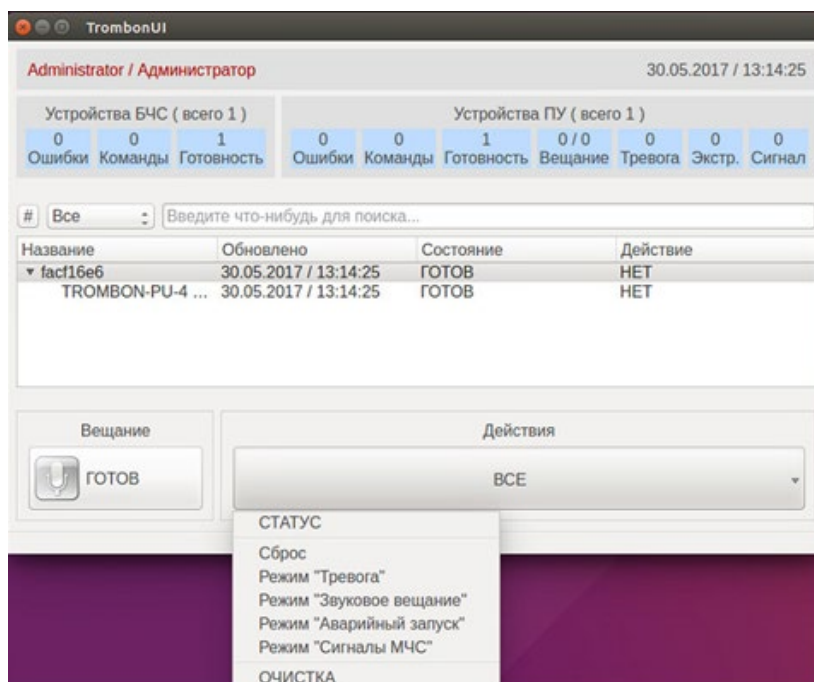 TrombonUI
Administrator / Администратор 30.05.2017 / 13:14:25
Устройства БЧС ( всего 1 ) Устройства ПУ ( всего 1 )
0 0 1 0 0 1 0 / 0 0 0 0
Ошибки Команды Готовность Ошибки Команды Готовность Вещание Тревога Экстр. Сигнал
# Все Введите что-нибудь для поиска...
Название Обновлено Состояние Действие
facf16e6 30.05.2017 / 13:14:25 ГОТОВ НЕТ
TROMBON-PU-4 ... 30.05.2017 / 13:14:25 ГОТОВ НЕТ
Вещание Действия
ГОТОВ ВСЕ
СТАТУС
Сброс
Режим "Тревога"
Режим "Звуковое вещание"
Режим "Аварийный запуск"
Режим "Сигналы МЧС"
ОЧИСТКА